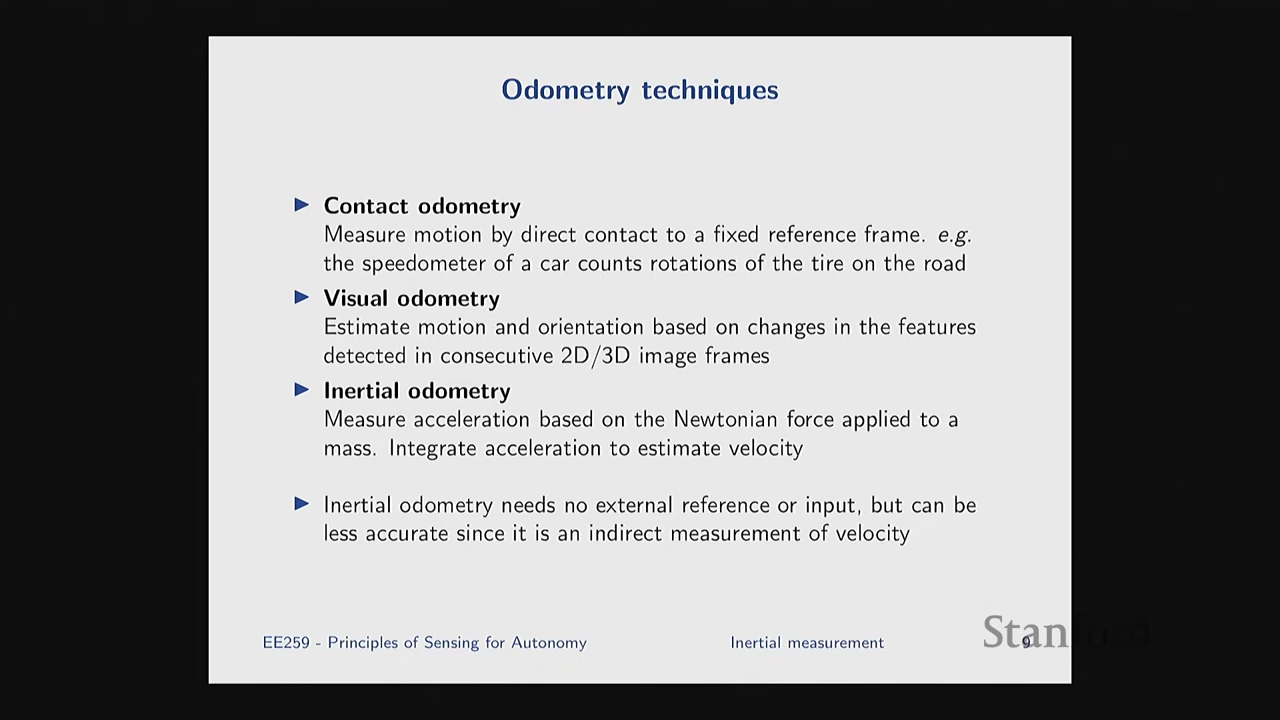 Odometry techniques
Contact odometry
Measure motion by direct contact to a fixed reference frame. e.g.
the speedometer of a car counts rotations of the tire on the road
Visual odometry
Estimate motion and orientation based on changes in the features
detected in consecutive 2D/3D image frames
Inertial odometry
Measure acceleration based on the Newtonian force applied to a
mass. Integrate acceleration to estimate velocity
Inertial odometry needs no external reference or input, but can be
less accurate since it is an indirect measurement of velocity
EE259 - Principles of Sensing for Autonomy
Inertial measurement
9
Stanford